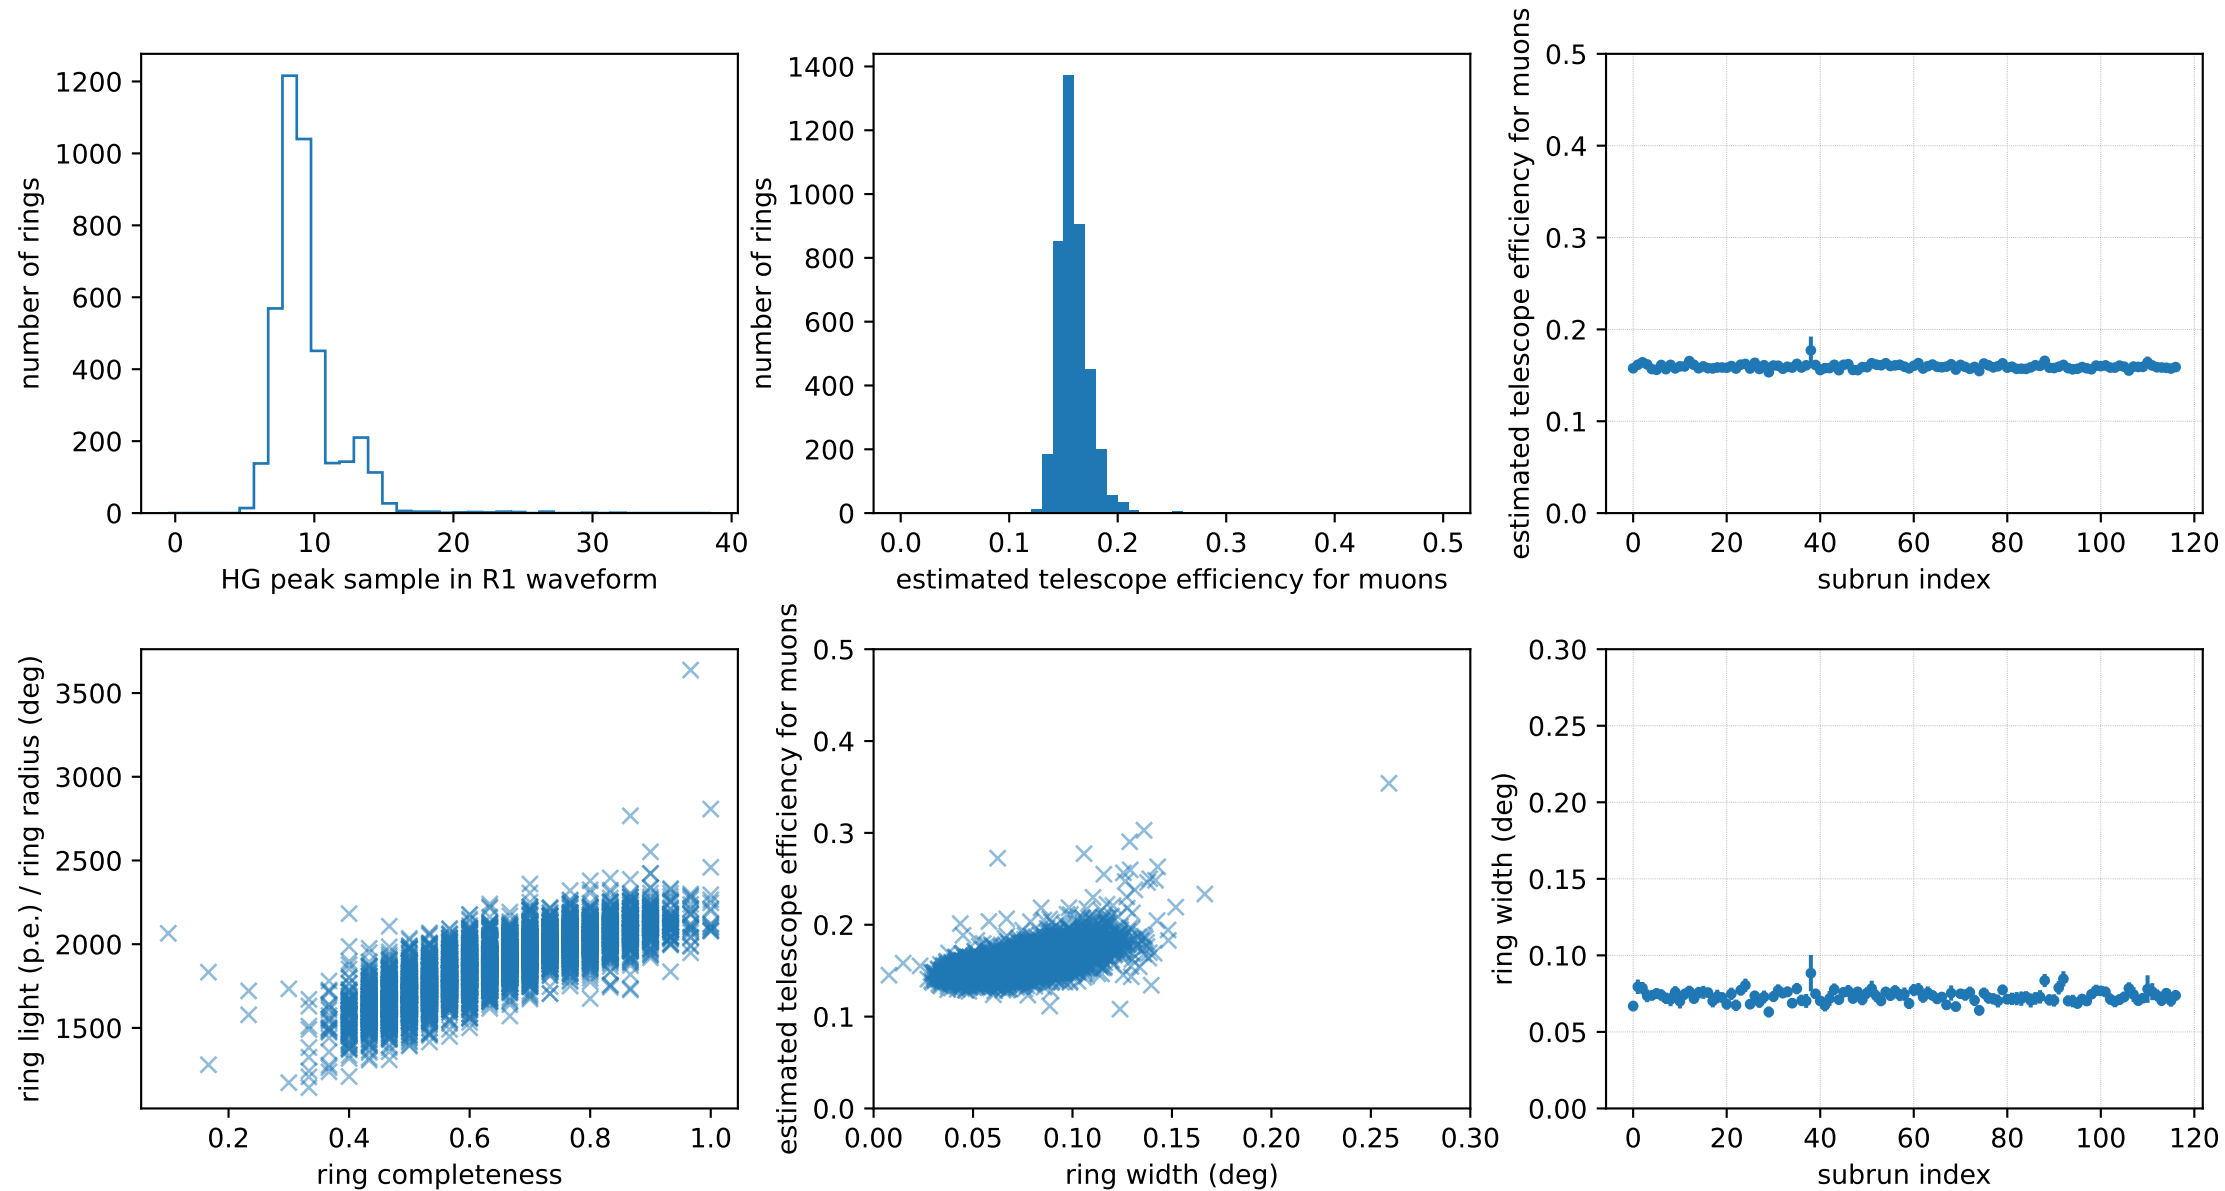 number of rings
1200
1000
800
600
400
200
0
0 10 20 30 40
HG peak sample in R1 waveform
number of rings
1400
1200
1000
800
600
400
200
0
0.0 0.1 0.2 0.3 0.4 0.5
estimated telescope efficiency for muons
estimated telescope efficiency for muons
0.5
0.4
0.3
0.2
0.1
0.0
0 20 40 60 80 100 120
subrun index
ring light (p.e.) / ring radius (deg)
3500
3000
2500
2000
1500
0.2 0.4 0.6 0.8 1.0
ring completeness
estimated telescope efficiency for muons
0.5
0.4
0.3
0.2
0.1
0.0
0.00 0.05 0.10 0.15 0.20 0.25 0.30
ring width (deg)
ring width (deg)
0.30
0.25
0.20
0.15
0.10
0.05
0.00
0 20 40 60 80 100 120
subrun index